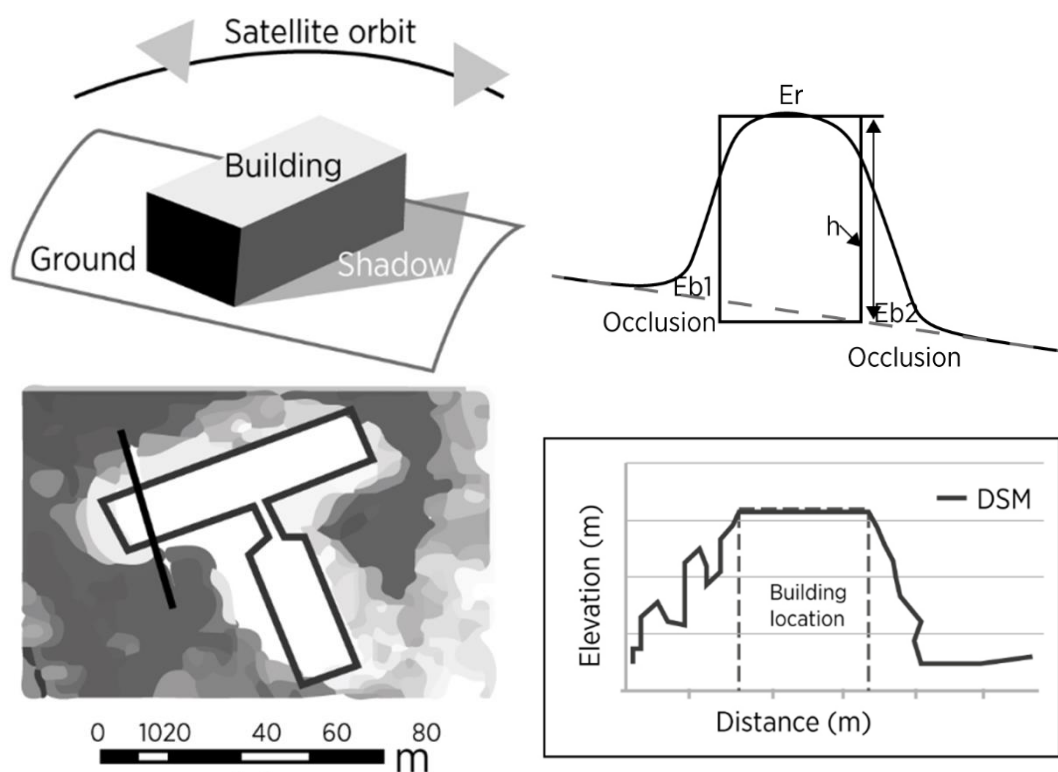 Satellite orbit
Building
Ground
Shadow
Er
h
Eb1
Eb2
Occlusion
Occlusion
0 1020 40 60 80
m
Elevation (m)
DSM
Building
location
Distance (m)